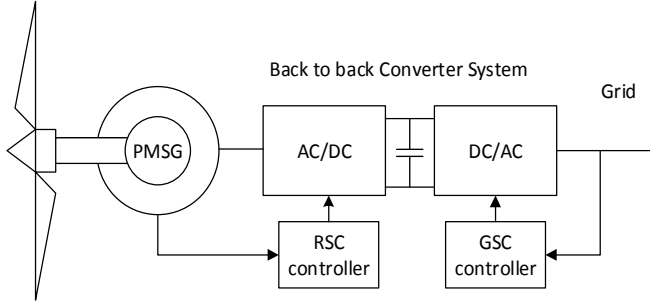 Back to back Converter System
Grid
PMSG
AC/DC
DC/AC
RSC
controller
GSC
controller